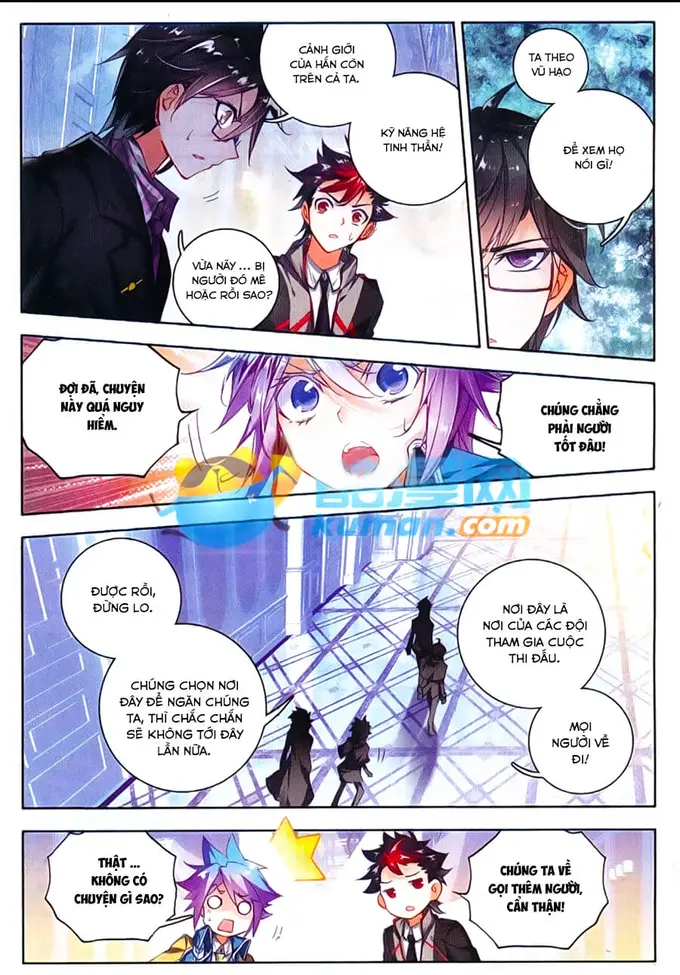 CẢNH GIỚI
CỦA HẮN CÒN
TRÊN CẢ TA.
KỸ NĂNG HỆ
TINH THẦN!
VỪA NÃY ... BỊ
NGƯỜI ĐÓ MÊ
HOẶC RỒI SAO?
TA THEO
VŨ HẠO
ĐỂ XEM HỌ
NÓI GÌ!
ĐỢI ĐÃ, CHUYỆN
NÀY QUÁ NGUY
HIỂM.
CHÚNG CHẲNG
PHẢI NGƯỜI
TỐT ĐÂU!
酷漫网
kuman.com
ĐƯỢC RỒI,
ĐỪNG LO.
CHÚNG CHỌN NƠI
ĐÂY ĐỂ NGĂN CHÚNG
TA, THÌ CHẮC CHẮN
SẼ KHÔNG TỚI ĐÂY
LẦN NỮA.
NƠI ĐÂY LÀ
NƠI CỦA CÁC ĐỘI
THAM GIA CUỘC
THI ĐẤU.
MỌI
NGƯỜI VỀ
ĐI!
THẬT ...
KHÔNG CÓ
CHUYỆN GÌ SAO?
CHÚNG TA VỀ
GỌI THÊM NGƯỜI,
CẨN THẬN!